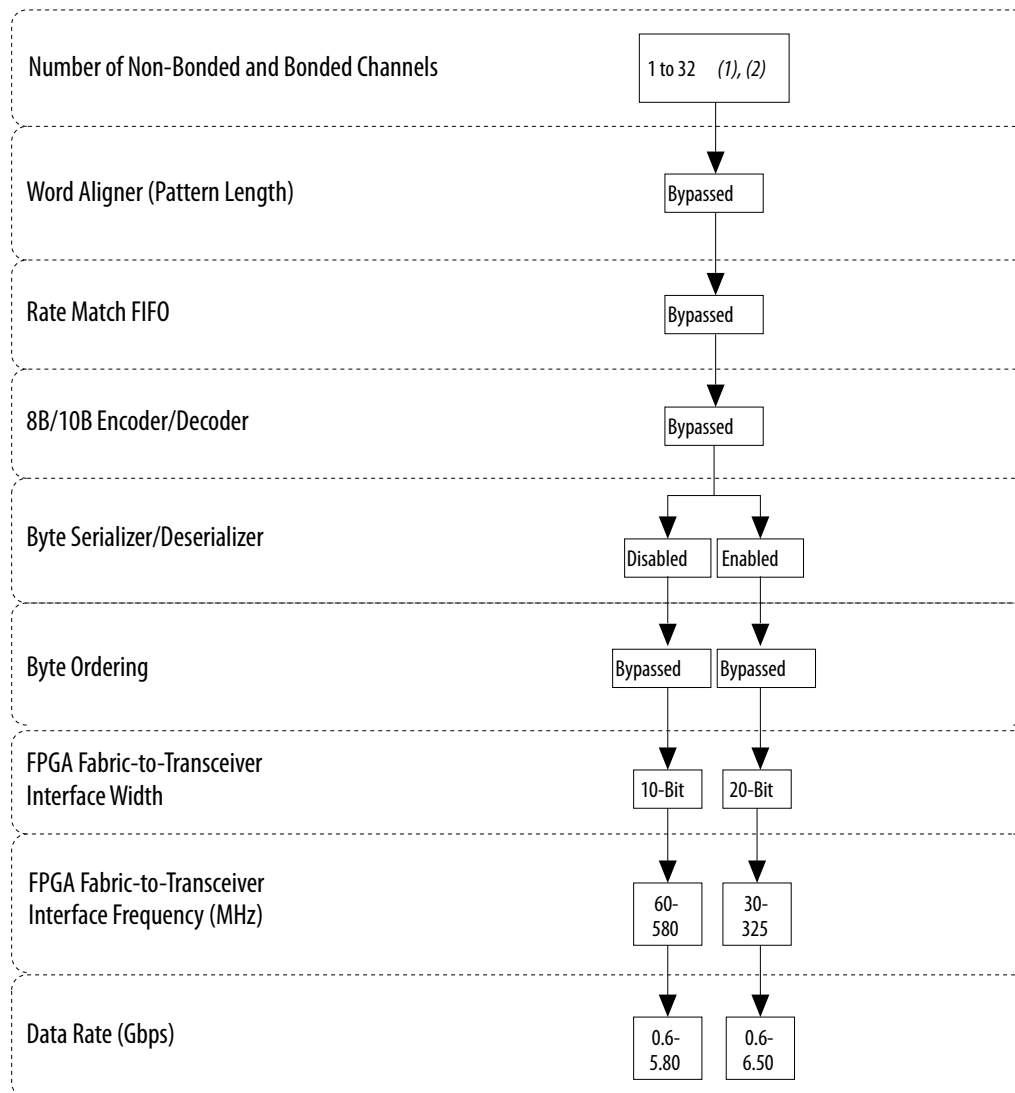 Number of Non-Bonded and Bonded Channels
1 to 32 (1), (2)
Word Aligner (Pattern Length)
Bypassed
Rate Match FIFO
Bypassed
8B/10B Encoder/Decoder
Bypassed
Byte Serializer/Deserializer
Disabled Enabled
Byte Ordering
Bypassed Bypassed
FPGA Fabric-to-Transceiver
Interface Width
10-Bit 20-Bit
FPGA Fabric-to-Transceiver
Interface Frequency (MHz)
60-
580
30-
325
Data Rate (Gbps)
0.6-
5.80
0.6-
6.50